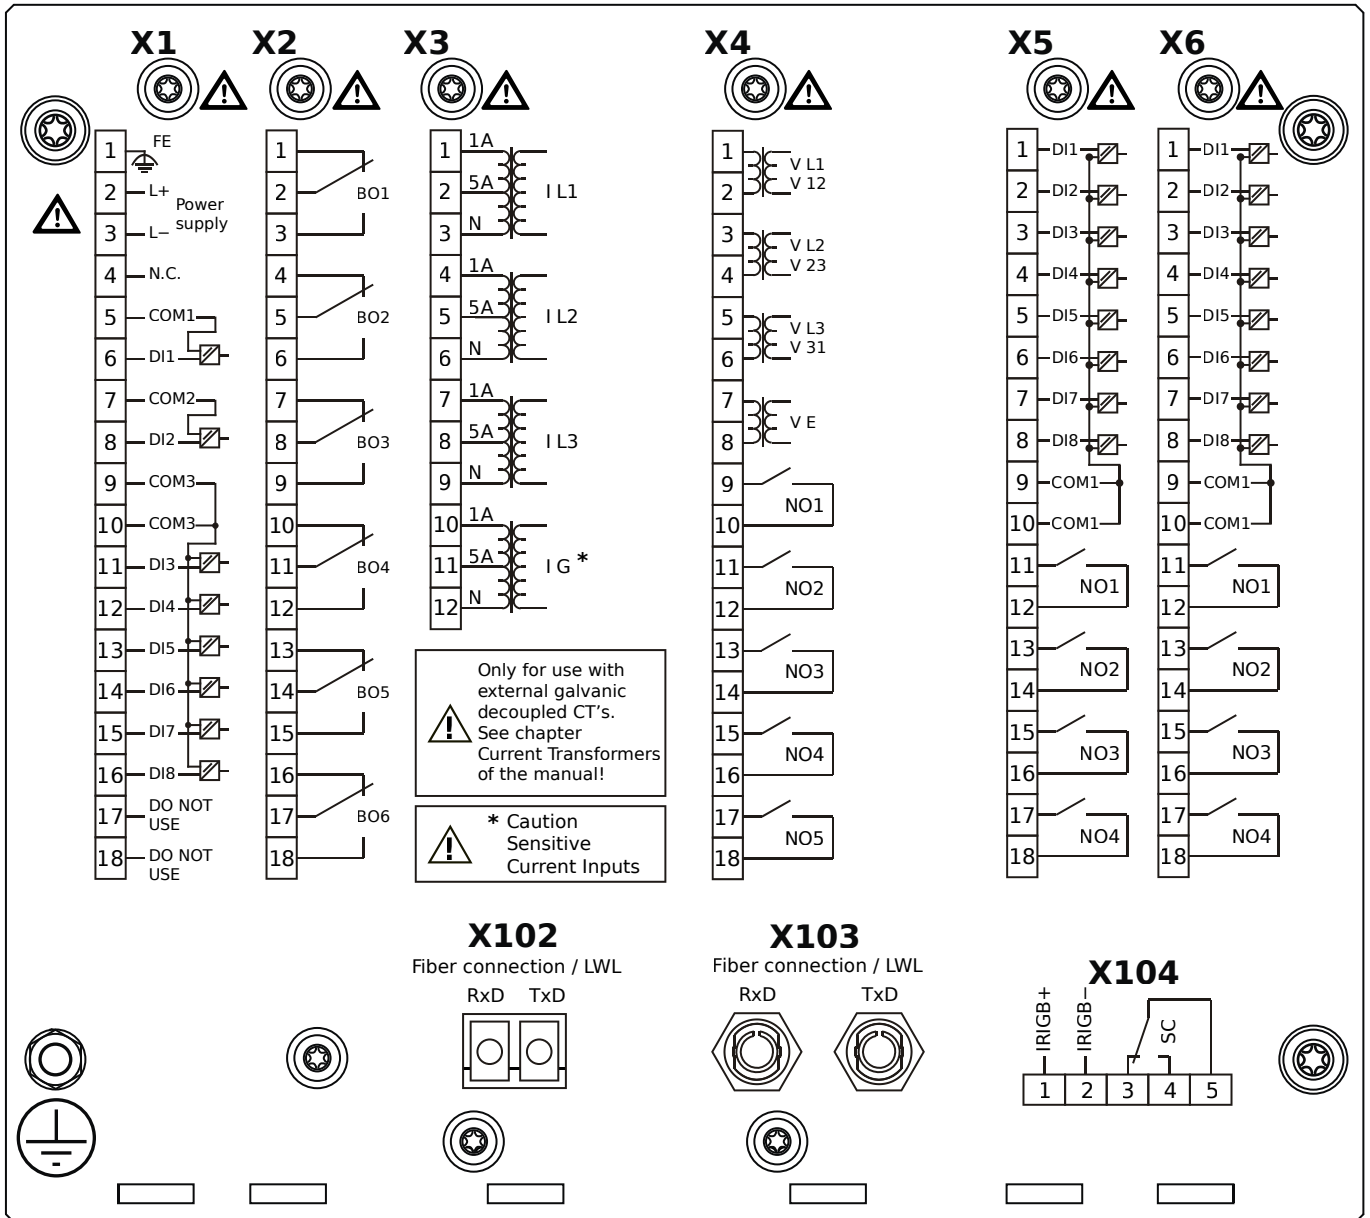 X1
X2
X3
X4
X5
X6
1 FE
2 L+
Power
supply
3 L−
4 N.C.
5 COM1
6 DI1
7 COM2
8 DI2
9 COM3
10 COM3
11 DI3
12 DI4
13 DI5
14 DI6
15 DI7
16 DI8
17 DO NOT
USE
18 DO NOT
USE
1
2 BO1
3
4
5 BO2
6
7
8 BO3
9
10
11 BO4
12
13
14 BO5
15
16
17 BO6
18
1 1A
2 5A I L1
3 N
4 1A
5 5A I L2
6 N
7 1A
8 5A I L3
9 N
10 1A
11 5A I G *
12 N
Only for use with
external galvanic
decoupled CT's.
See chapter
Current Transformers
of the manual!
* Caution
Sensitive
Current Inputs
1 V L1
2 V 12
3 V L2
4 V 23
5 V L3
6 V 31
7
V E
8
9
NO1
10
11
NO2
12
13
NO3
14
15
NO4
16
17
NO5
18
1 DI1
2 DI2
3 DI3
4 DI4
5 DI5
6 DI6
7 DI7
8 DI8
9 COM1
10 COM1
11
NO1
12
13
NO2
14
15
NO3
16
17
NO4
18
1 DI1
2 DI2
3 DI3
4 DI4
5 DI5
6 DI6
7 DI7
8 DI8
9 COM1
10 COM1
11
NO1
12
13
NO2
14
15
NO3
16
17
NO4
18
X102
Fiber connection / LWL
RxD TxD
X103
Fiber connection / LWL
RxD TxD
X104
IRIGB+
IRIGB−
SC
1 2 3 4 5